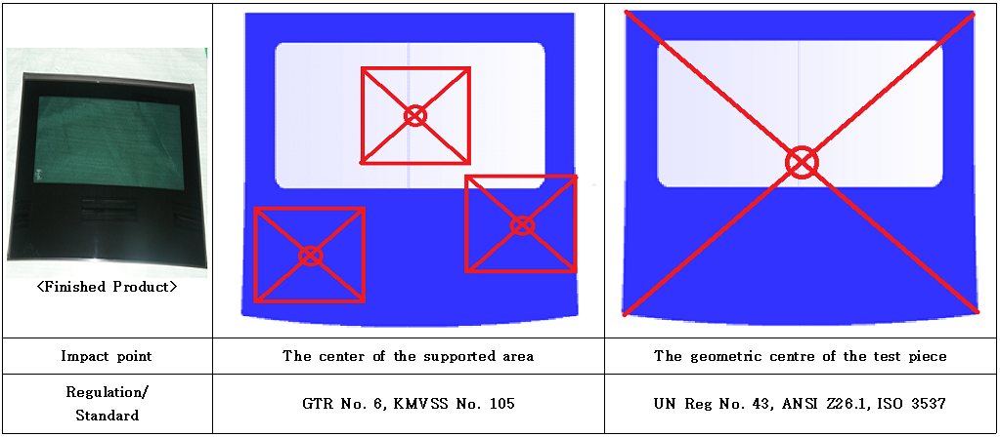 <Finished Product>
Impact point
The center of the supported area
The geometric centre of the test piece
Regulation/
Standard
GTR No. 6, KMVSS No. 105
UN Reg No. 43, ANSI Z26.1, ISO 3537